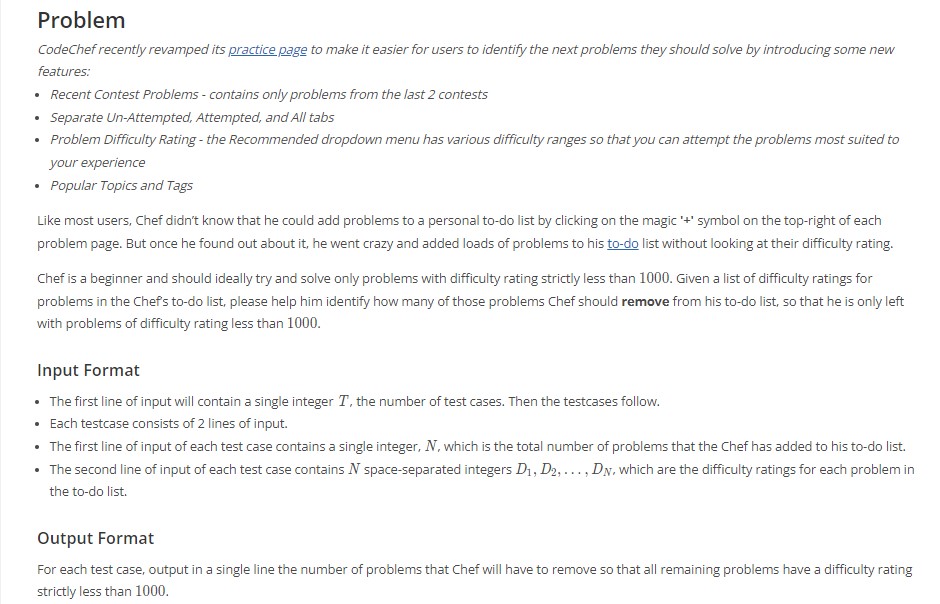 Problem
CodeChef recently revamped its practice page to make it easier for users to identify the next problems they should solve by introducing some new
features:
• Recent Contest Problems - contains only problems from the last 2 contests
• Separate Un-Attempted, Attempted, and All tabs
• Problem Difficulty Rating - the Recommended dropdown menu has various difficulty ranges so that you can attempt the problems most suited to
your experience
• Popular Topics and Tags
Like most users, Chef didn't know that he could add problems to a personal to-do list by clicking on the magic '+' symbol on the top-right of each
problem page. But once he found out about it, he went crazy and added loads of problems to his to-do list without looking at their difficulty rating.
Chef is a beginner and should ideally try and solve only problems with difficulty rating strictly less than 1000. Given a list of difficulty ratings for
problems in the Chef's to-do list, please help him identify how many of those problems Chef should remove from his to-do list, so that he is only left
with problems of difficulty rating less than 1000.
Input Format
• The first line of input will contain a single integer T, the number of test cases. Then the testcases follow.
• Each testcase consists of 2 lines of input.
• The first line of input of each test case contains a single integer, N, which is the total number of problems that the Chef has added to his to-do list.
• The second line of input of each test case contains N space-separated integers D₁, D₂, . . . , D_N, which are the difficulty ratings for each problem in
the to-do list.
Output Format
For each test case, output in a single line the number of problems that Chef will have to remove so that all remaining problems have a difficulty rating
strictly less than 1000.